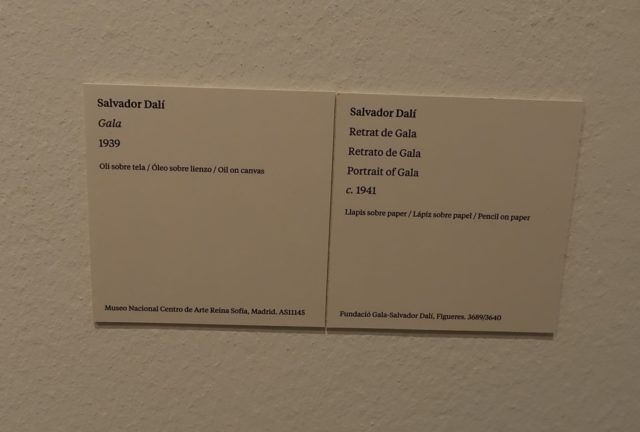 Salvador Dalí
Gala
1939
Oli sobre tela / Óleo sobre lienzo / Oil on canvas
Museo Nacional Centro de Arte Reina Sofía, Madrid. AS11145
Salvador Dalí
Retrat de Gala
Retrato de Gala
Portrait of Gala
c. 1941
Llapis sobre paper / Lápiz sobre papel / Pencil on paper
Fundació Gala-Salvador Dalí, Figueres. 3689/3640